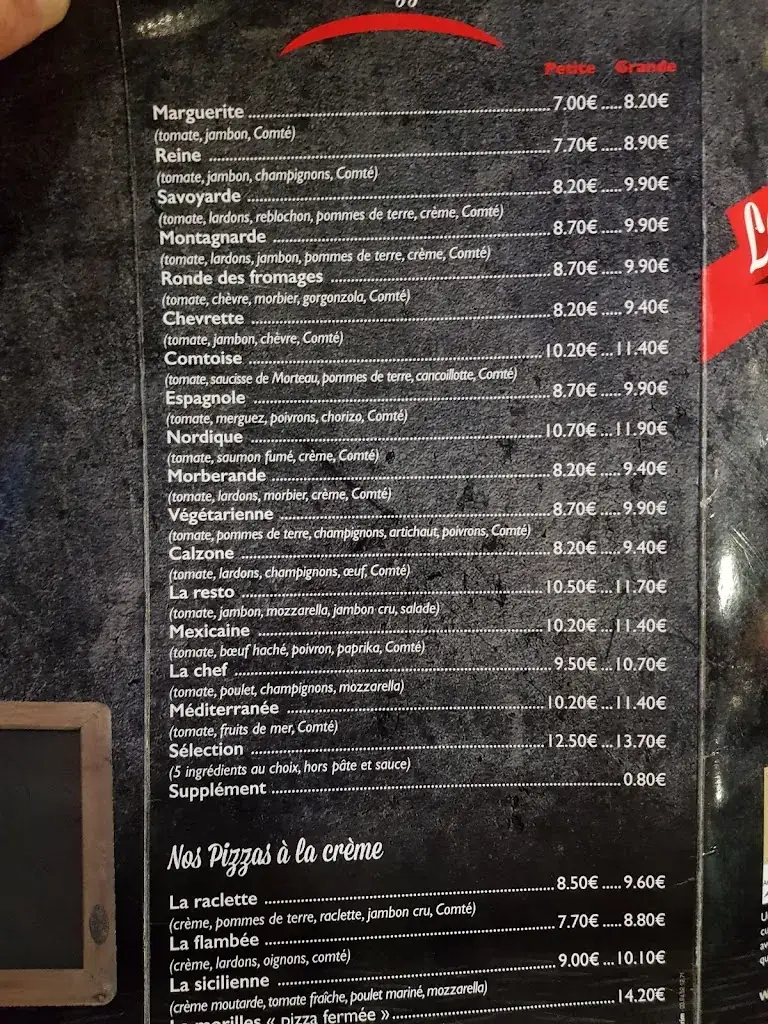 Petite Grande
Marguerite 7.00€ 8.20€
(tomate, jambon, Comté)
Reine 7.70€ 8.90€
(tomate, jambon, champignons, Comté)
Savoyarde 8.20€ 9.90€
(tomate, lardons, reblochon, pommes de terre, crème, Comté)
Montagnarde 8.70€ 9.90€
(tomate, lardons, jambon, pommes de terre, crème, Comté)
Ronde des fromages 8.70€ 9.90€
(tomate, chèvre, morbier, gorgonzola, Comté)
Chevrette 8.20€ 9.40€
(tomate, jambon, chèvre, Comté)
Comtoise 10.20€ 11.40€
(tomate, saucisse de Morteau, pommes de terre, cancoillotte, Comté)
Espagnole 8.70€ 9.90€
(tomate, merguez, poivrons, chorizo, Comté)
Nordique 10.70€ 11.90€
(tomate, saumon fumé, crème, Comté)
Morberande 8.20€ 9.40€
(tomate, lardons, morbier, crème, Comté)
Végétarienne 8.70€ 9.90€
(tomate, pommes de terre, champignons, artichaut, poivrons, Comté)
Calzone 8.20€ 9.40€
(tomate, lardons, champignons, œuf, Comté)
La resto 10.50€ 11.70€
(tomate, jambon, mozzarella, jambon cru, salade)
Mexicaine 10.20€ 11.40€
(tomate, bœuf haché, poivron, paprika, Comté)
La chef 9.50€ 10.70€
(tomate, poulet, champignons, mozzarella)
Méditerranée 10.20€ 11.40€
(tomate, fruits de mer, Comté)
Sélection 12.50€ 13.70€
(5 ingrédients au choix, hors pâte et sauce)
Supplément 0.80€
Nos Pizzas à la crème
La raclette 8.50€ 9.60€
(crème, pommes de terre, raclette, jambon cru, Comté)
La flambée 7.70€ 8.80€
(crème, lardons, oignons, comté)
La sicilienne 9.00€ 10.10€
(crème moutarde, tomate fraîche, poulet mariné, mozzarella)
La morilles « pizza fermée » 14.20€